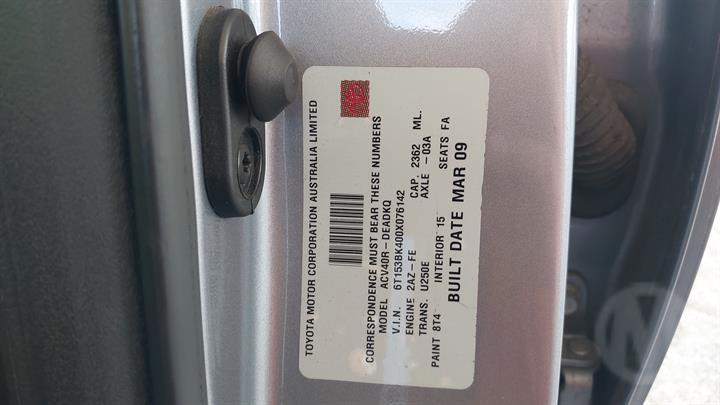 TOYOTA MOTOR CORPORATION AUSTRALIA LIMITED
CORRESPONDENCE MUST BEAR THESE NUMBERS
MODEL ACV40R-DEADKQ
V.I.N. 6T153BK400X076142
ENGINE 2AZ-FE CAP. 2362 ML.
TRANS. U250E AXLE -03A
PAINT 8T4 INTERIOR 15 SEATS FA
BUILT DATE MAR 09